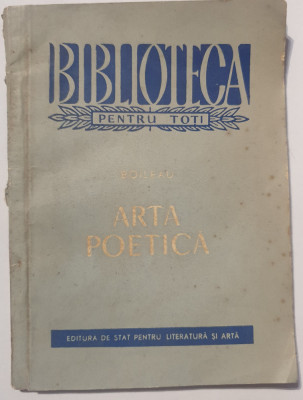 BIBLIOTECA
PENTRU TOȚI
BOILEAU
ARTA
POETICA
EDITURA DE STAT PENTRU LITERATURĂ ȘI ARTĂ